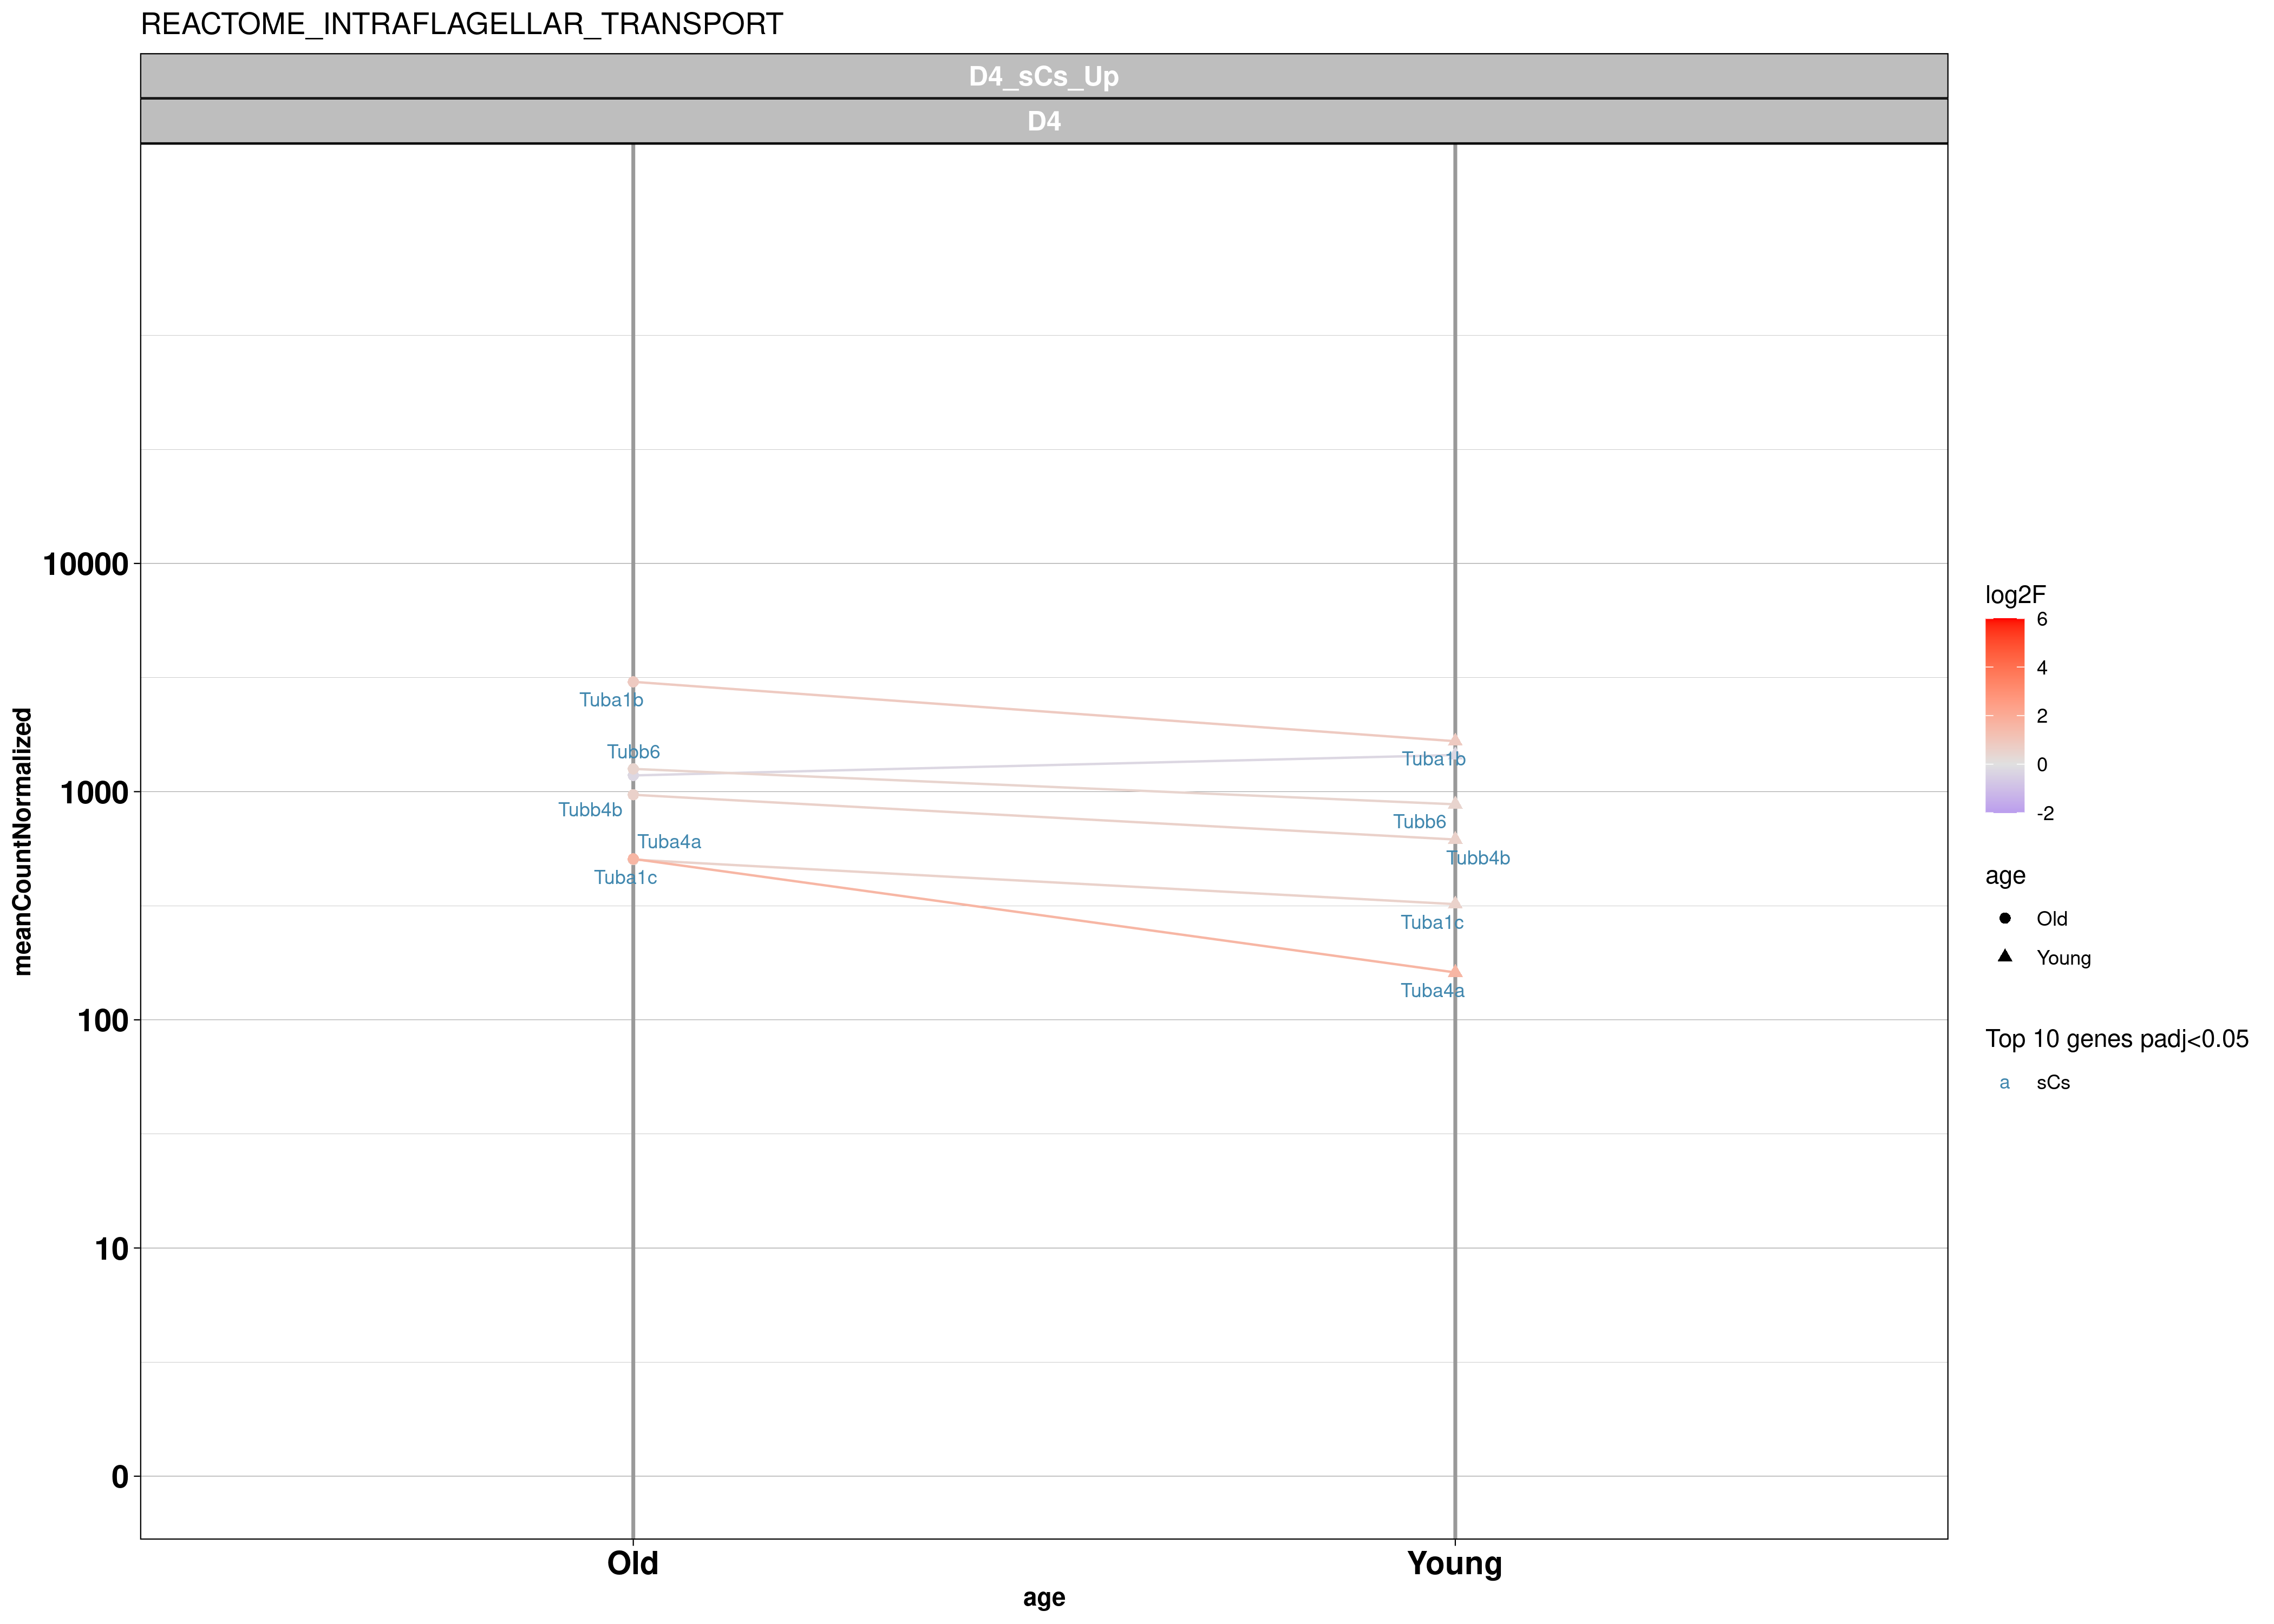 REACTOME_INTRAFLAGELLAR_TRANSPORT
D4_sCs_Up
D4
meanCountNormalized
10000
1000
100
10
0
Tuba1b
Tubb6
Tubb4b
Tuba4a
Tuba1c
Tuba1b
Tubb6
Tubb4b
Tuba1c
Tuba4a
Old
Young
age
log2F
6
4
2
0
-2
age
Old
Young
Top 10 genes padj<0.05
a sCs